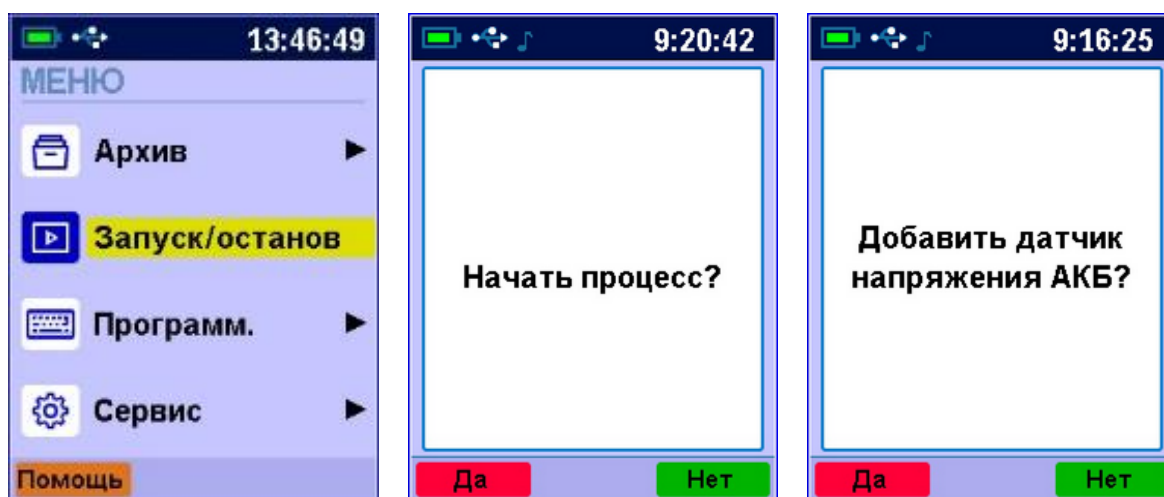 13:46:49
МЕНЮ
Архив
Запуск/останов
Программ.
Сервис
Помощь
9:20:42
Начать процесс?
Да Нет
9:16:25
Добавить датчик
напряжения АКБ?
Да Нет